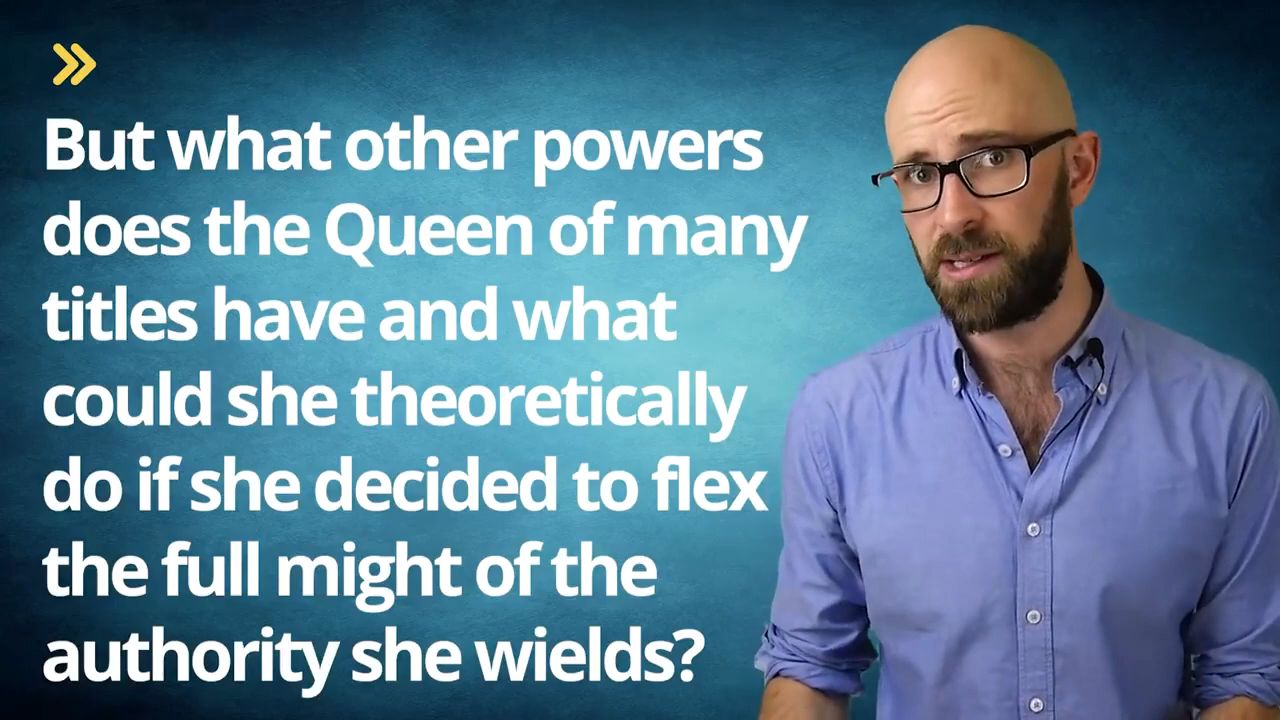 But what other powers
does the Queen of many
titles have and what
could she theoretically
do if she decided to flex
the full might of the
authority she wields?